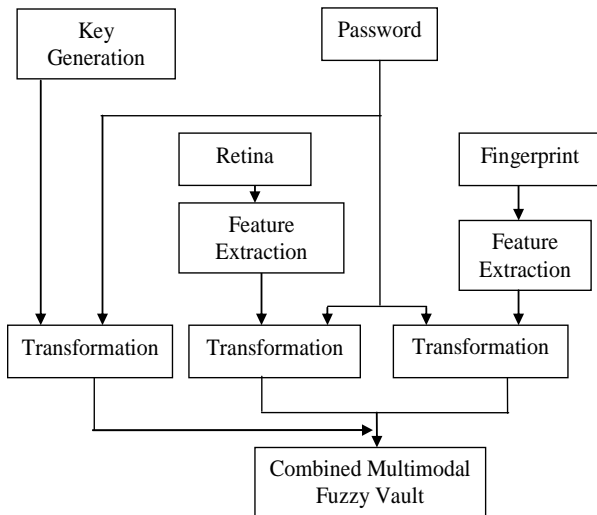 Key
Generation
Password
Retina
Fingerprint
Feature
Extraction
Feature
Extraction
Transformation
Transformation
Transformation
Combined Multimodal
Fuzzy Vault